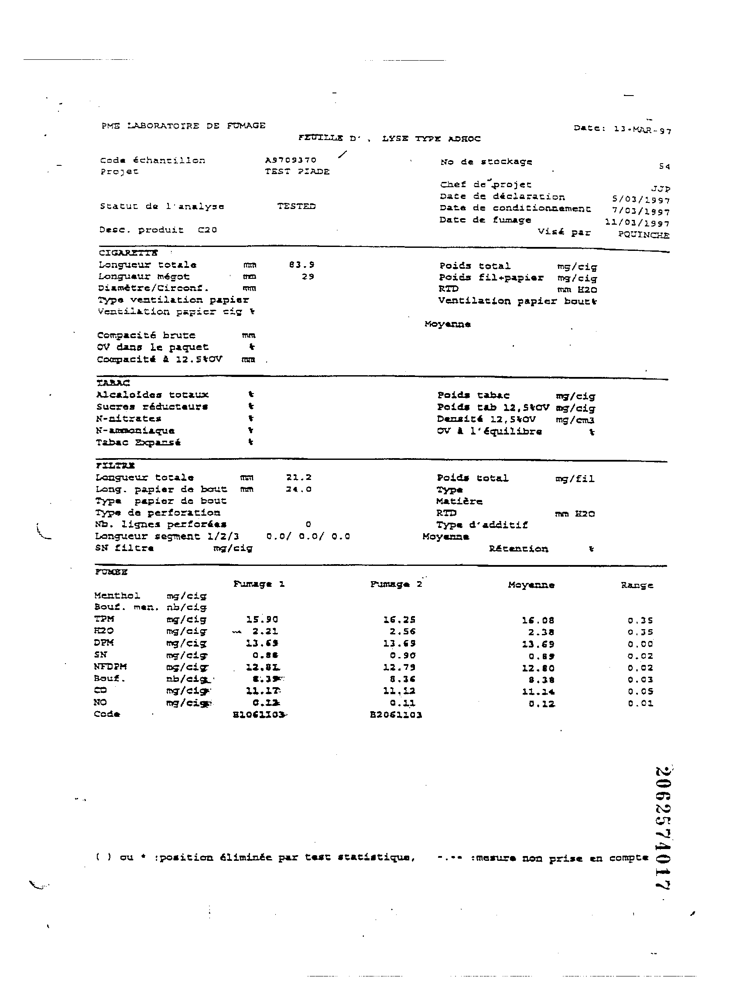 PME LABORATOIRE DE FUMAGE
Date: 13-MAR-97
FEUILLE D' , LYSE TYPE ADHOC
Code échantillon A9709370 No de stockage 54
Projet TEST PIADE
Chef de projet JJP
Date de déclaration 5/03/1997
Statut de l'analyse TESTED Date de conditionnement 7/03/1997
Date de fumage 11/03/1997
Desc. produit C20 Visé par POUINCHE
CIGARETTE
Longueur totale mm 83.9 Poids total mg/cig
Longueur mégot mm 29 Poids fil+papier mg/cig
Diamètre/Circonf. mm RTD mm H2O
Type ventilation papier Ventilation papier bout%
Ventilation papier cig %
Moyenne
Compacité brute mm
OV dans le paquet %
Compacité à 12.5%OV mm
TABAC
Alcaloïdes totaux % Poids tabac mg/cig
Sucres réducteurs % Poids tab 12,5%OV mg/cig
N-nitrates % Densité 12,5%OV mg/cm3
N-ammoniaque % OV à l'équilibre %
Tabac Expansé %
FILTRE
Longueur totale mm 21.2 Poids total mg/fil
Long. papier de bout mm 24.0 Type
Type papier de bout Matière
Type de perforation RTD mm H2O
Nb. lignes perforées 0 Type d'additif
Longueur segment 1/2/3 0.0/ 0.0/ 0.0 Moyenne
SN filtre mg/cig Rétention %
FUMEE
Fumage 1 Fumage 2 Moyenne Range
Menthol mg/cig
Bouf. men. nb/cig
TPM mg/cig 15.90 16.25 16.08 0.35
H2O mg/cig 2.21 2.56 2.38 0.35
DPM mg/cig 13.69 13.69 13.69 0.00
SN mg/cig 0.88 0.90 0.89 0.02
NFDPM mg/cig 12.81 12.79 12.80 0.02
Bouf. nb/cig 8.39 8.36 8.38 0.03
CO mg/cig 11.17 11.12 11.14 0.05
NO mg/cig 0.12 0.11 0.12 0.01
Code B1061103 B2061103
( ) ou * :position éliminée par test statistique, -.-- :mesure non prise en compte
2062574017